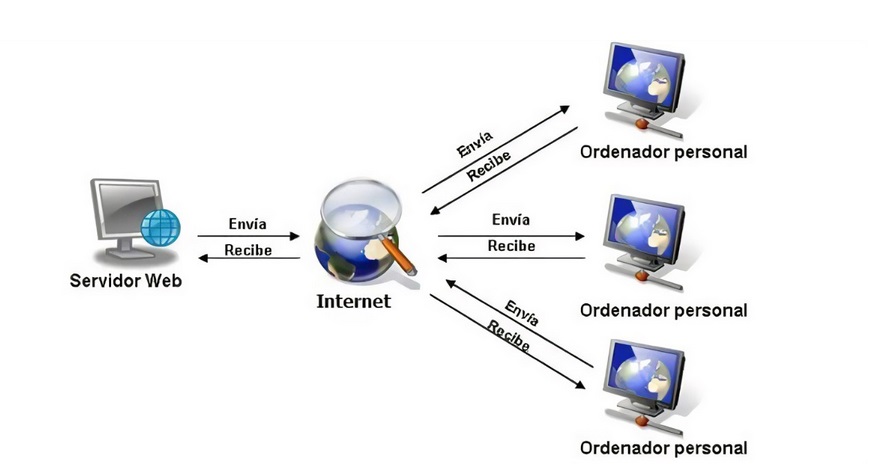 Envía
Recibe
Ordenador personal
Envía
Recibe
Servidor Web
Envía
Recibe
Internet
Ordenador personal
Envía
Recibe
Ordenador personal